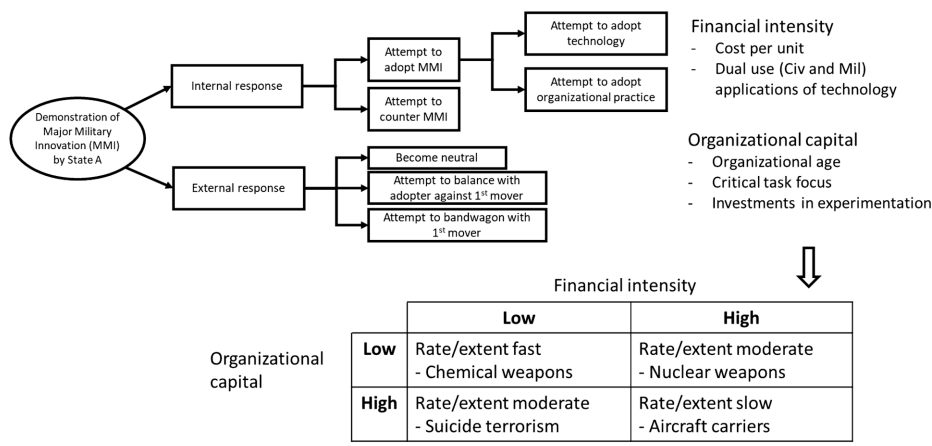 Demonstration of
Major Military
Innovation (MMI)
by State A
Internal response
External response
Attempt to
adopt MMI
Attempt to
counter MMI
Attempt to adopt
technology
Attempt to adopt
organizational practice
Become neutral
Attempt to balance with
adopter against 1st mover
Attempt to bandwagon with
1st mover
Financial intensity
- Cost per unit
- Dual use (Civ and Mil)
applications of technology
Organizational capital
- Organizational age
- Critical task focus
- Investments in experimentation
Financial intensity
Low High
Organizational
capital
Low
Rate/extent fast
- Chemical weapons
Rate/extent moderate
- Nuclear weapons
High
Rate/extent moderate
- Suicide terrorism
Rate/extent slow
- Aircraft carriers